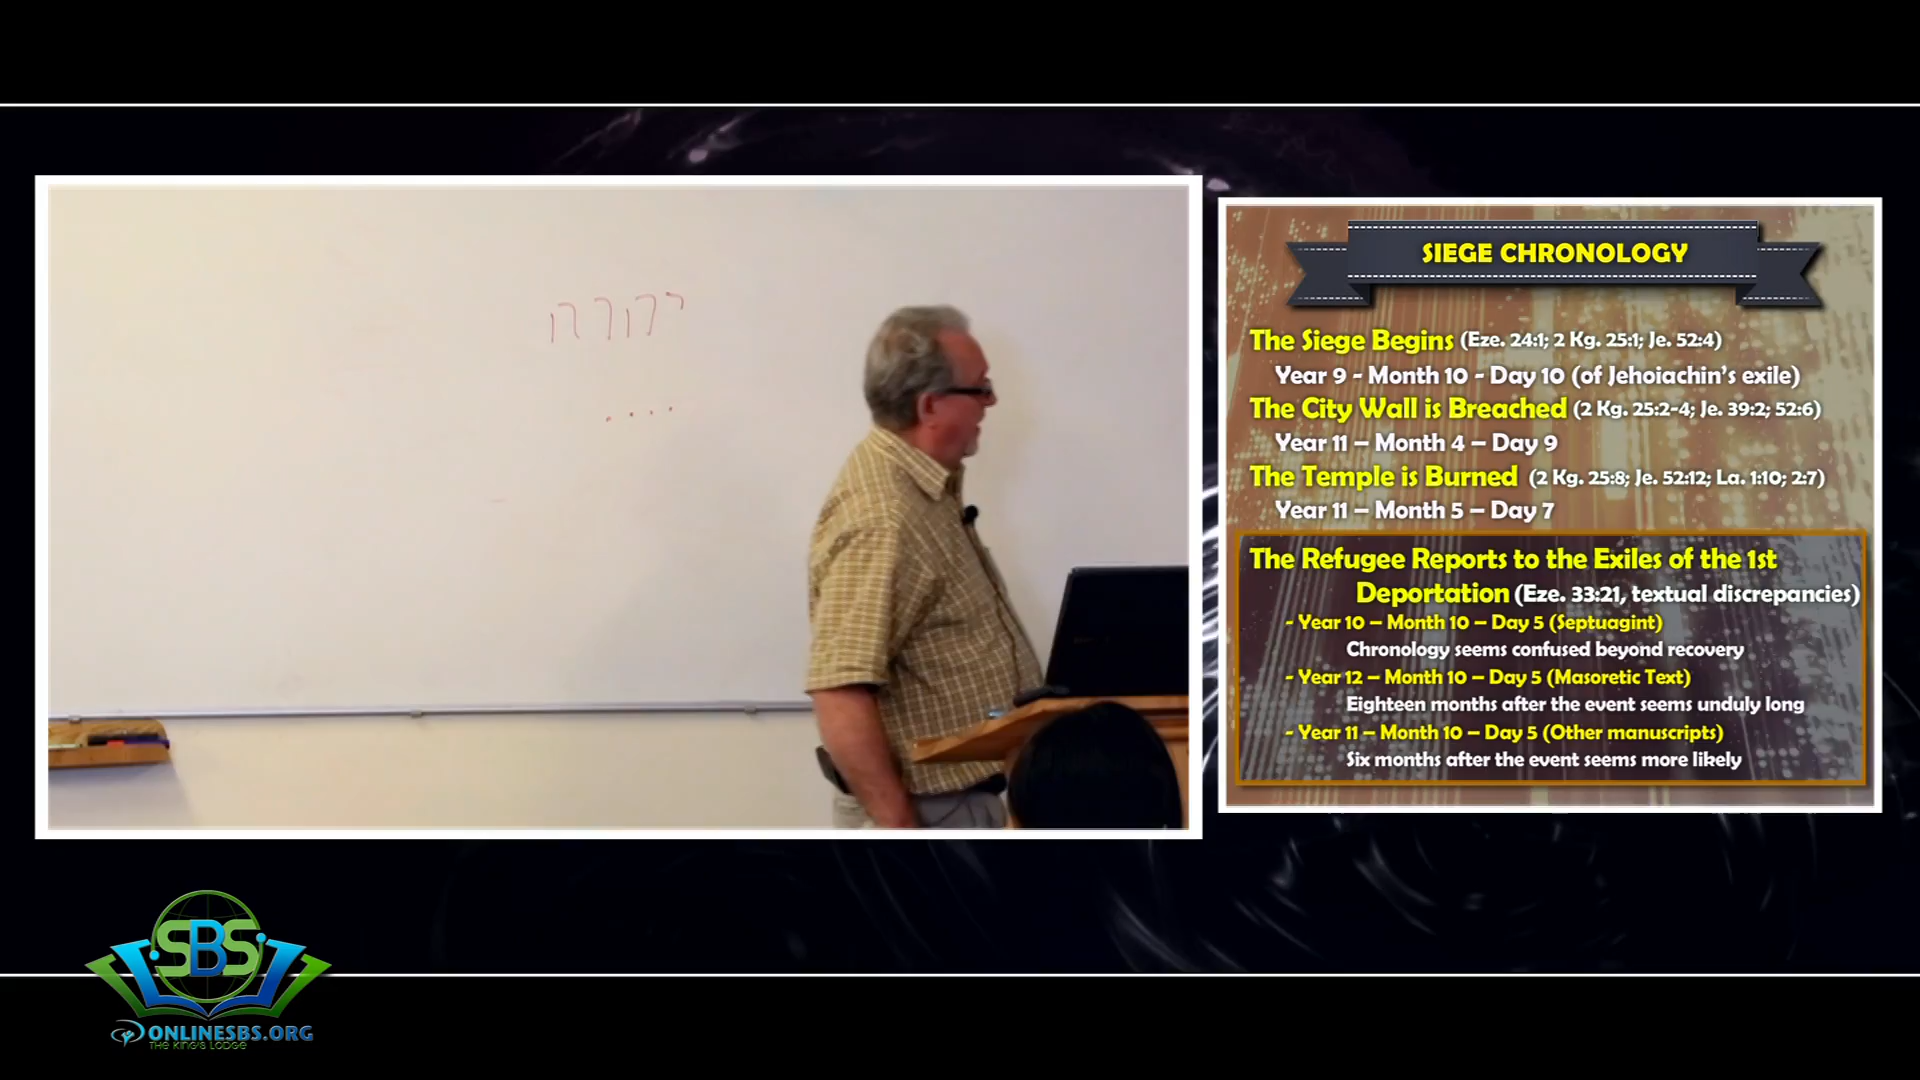 יהוה
. . . .
SIEGE CHRONOLOGY
The Siege Begins (Eze. 24:1; 2 Kg. 25:1; Je. 52:4)
Year 9 - Month 10 - Day 10 (of Jehoiachin's exile)
The City Wall is Breached (2 Kg. 25:2-4; Je. 39:2; 52:6)
Year 11 – Month 4 – Day 9
The Temple is Burned (2 Kg. 25:8; Je. 52:12; La. 1:10; 2:7)
Year 11 – Month 5 – Day 7
The Refugee Reports to the Exiles of the 1st
Deportation (Eze. 33:21, textual discrepancies)
- Year 10 – Month 10 – Day 5 (Septuagint)
Chronology seems confused beyond recovery
- Year 12 – Month 10 – Day 5 (Masoretic Text)
Eighteen months after the event seems unduly long
- Year 11 – Month 10 – Day 5 (Other manuscripts)
Six months after the event seems more likely
SBS
ONLINESBS.ORG
THE KING'S LODGE